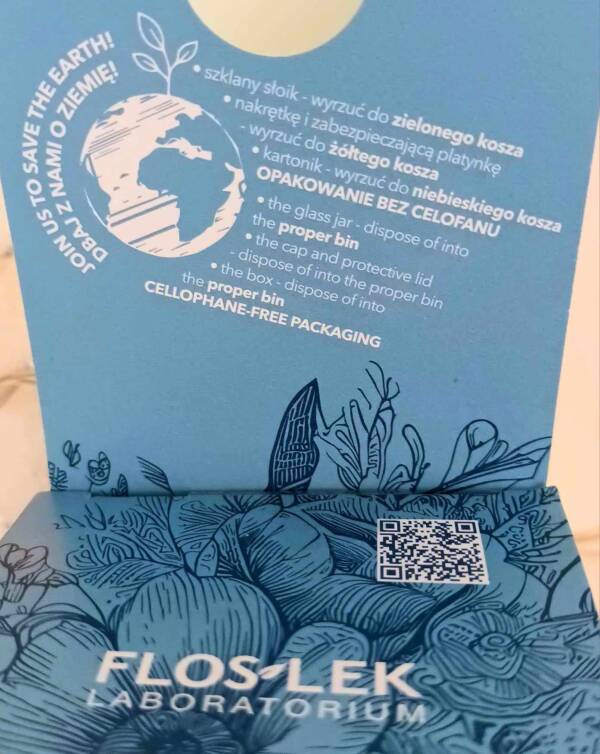 JOIN US TO SAVE THE EARTH!
DBAJ Z NAMI O ZIEMIĘ!
• szklany słoik - wyrzuć do zielonego kosza
• nakrętkę i zabezpieczającą platynkę
- wyrzuć do żółtego kosza
• kartonik - wyrzuć do niebieskiego kosza
OPAKOWANIE BEZ CELOFANU
• the glass jar - dispose of into
the proper bin
• the cap and protective lid
- dispose of into the proper bin
• the box - dispose of into
the proper bin
CELLOPHANE-FREE PACKAGING
FLOS-LEK
LABORATORIUM